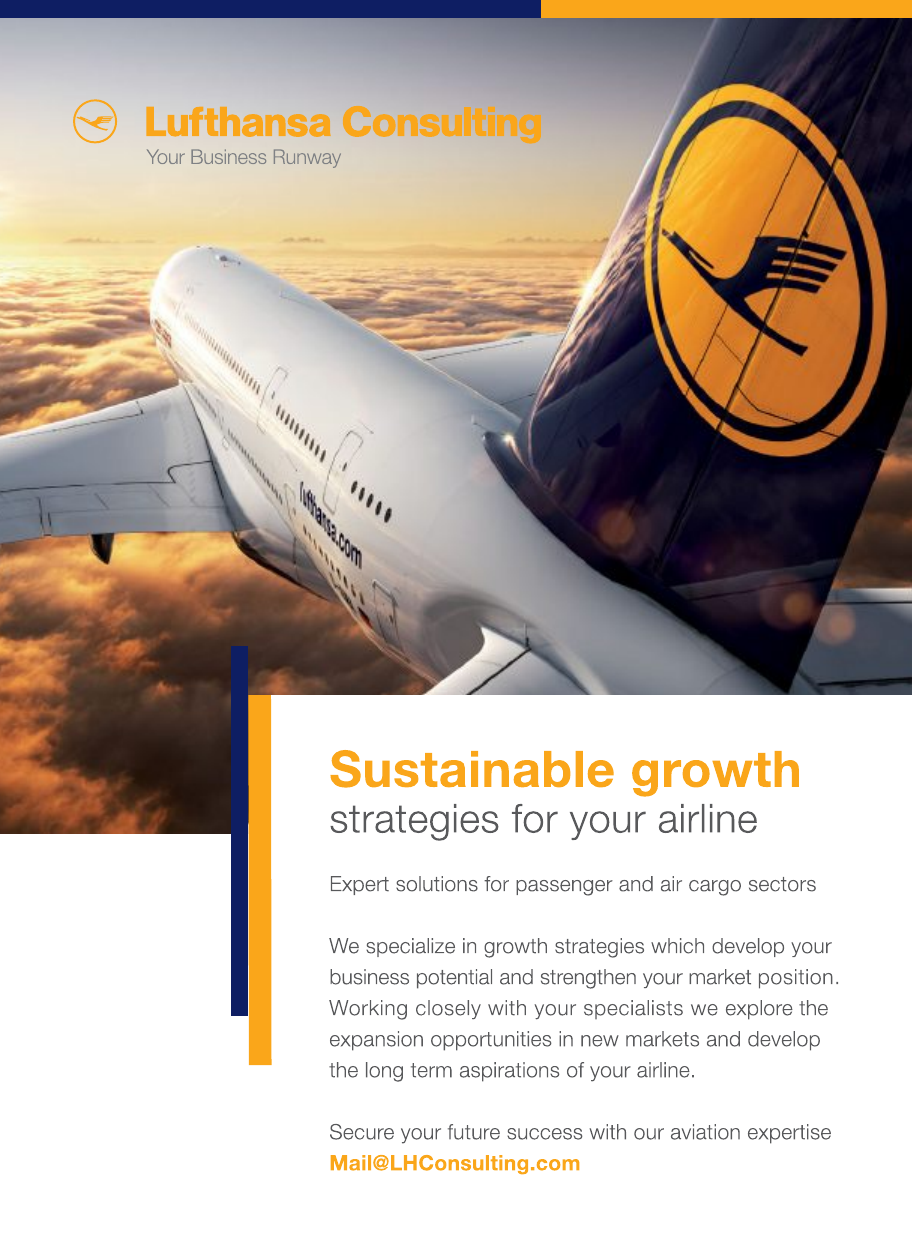 Lufthansa Consulting
Your Business Runway
lufthansa.com
Sustainable growth
strategies for your airline
Expert solutions for passenger and air cargo sectors
We specialize in growth strategies which develop your
business potential and strengthen your market position.
Working closely with your specialists we explore the
expansion opportunities in new markets and develop
the long term aspirations of your airline.
Secure your future success with our aviation expertise
Mail@LHConsulting.com